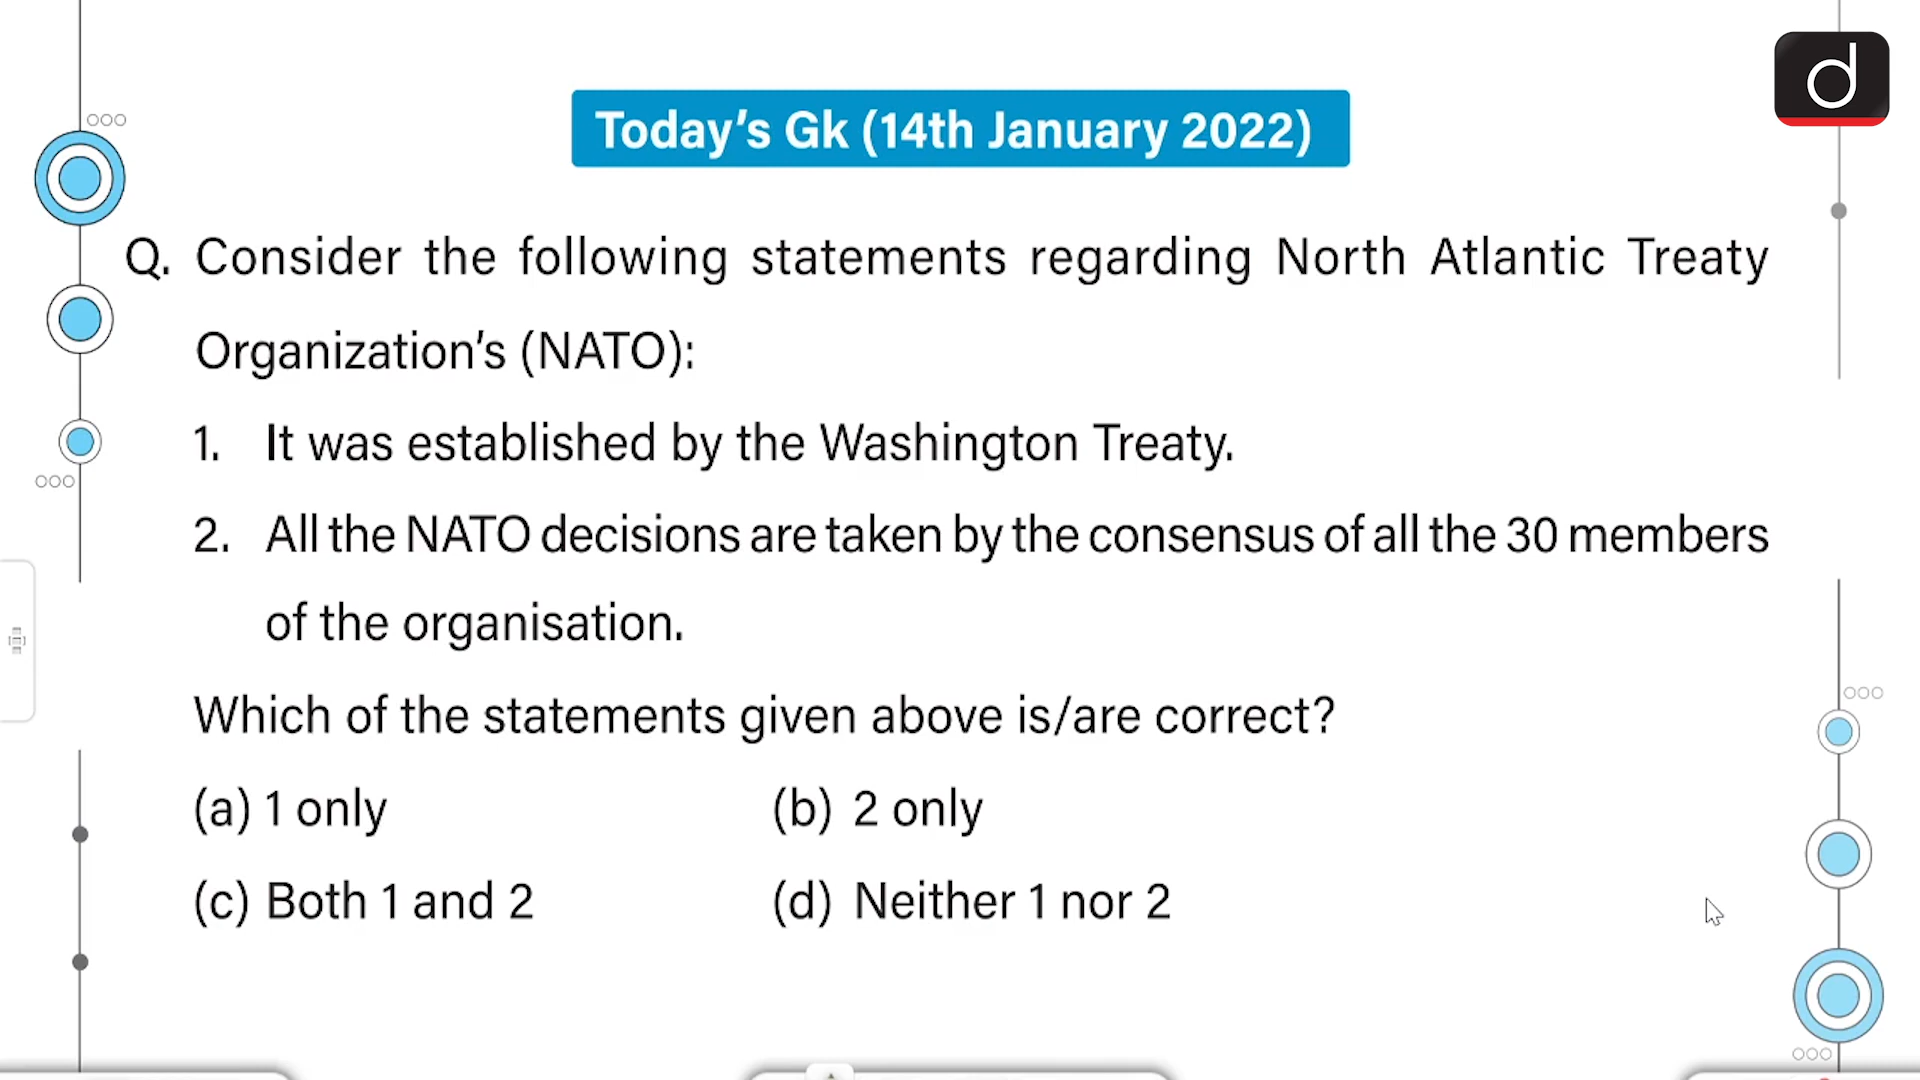 d
Today’s Gk (14th January 2022)
Q. Consider the following statements regarding North Atlantic Treaty
Organization’s (NATO):
1. It was established by the Washington Treaty.
2. All the NATO decisions are taken by the consensus of all the 30 members
of the organisation.
Which of the statements given above is/are correct?
(a) 1 only (b) 2 only
(c) Both 1 and 2 (d) Neither 1 nor 2